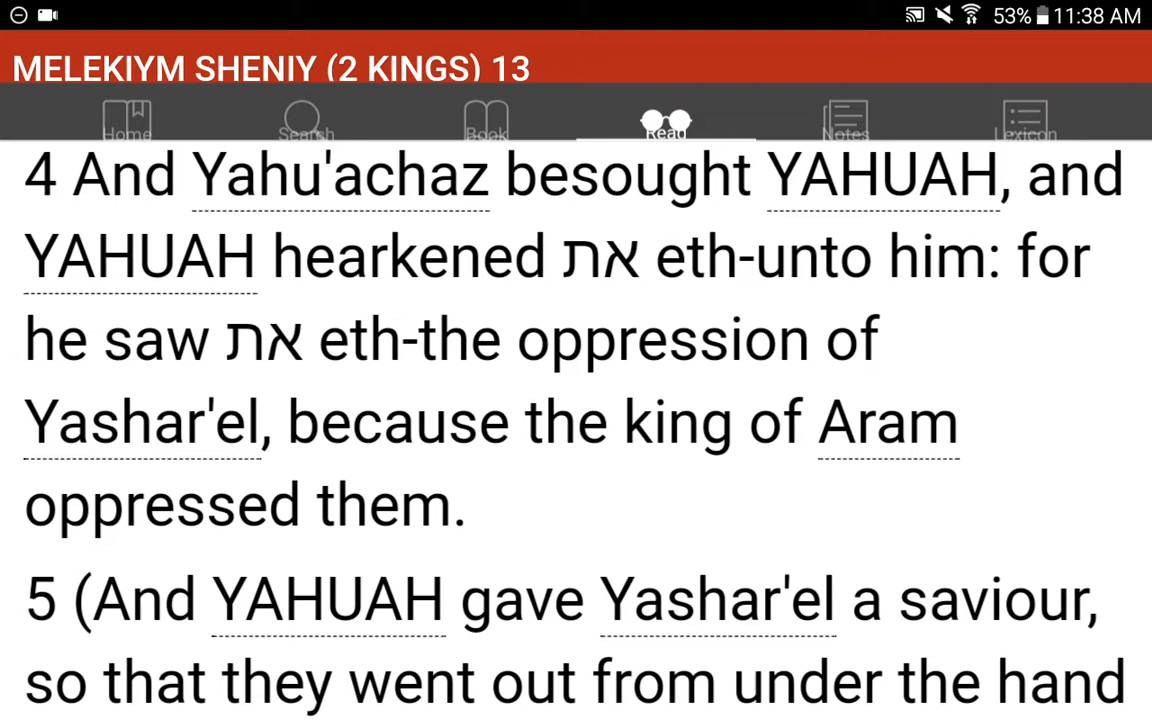 53% 11:38 AM
MELEKIYM SHENIY (2 KINGS) 13
Home Search Book Read Notes Lexicon
4 And Yahu'achaz besought YAHUAH, and
YAHUAH hearkened את eth-unto him: for
he saw את eth-the oppression of
Yashar'el, because the king of Aram
oppressed them.
5 (And YAHUAH gave Yashar'el a saviour,
so that they went out from under the hand